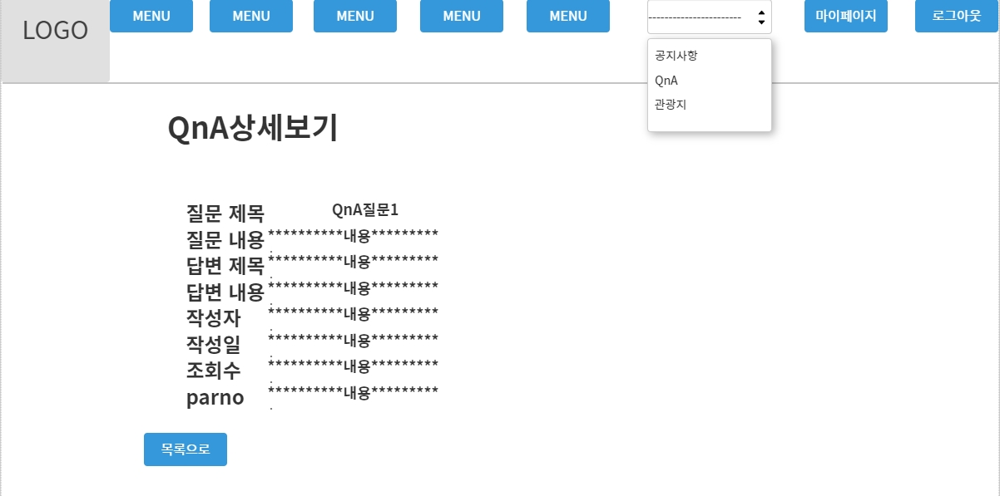 LOGO
MENU MENU MENU MENU MENU ----------------------- 마이페이지 로그아웃
공지사항
QnA
관광지
QnA상세보기
질문 제목 QnA질문1
질문 내용 **********내용*********
.
답변 제목 **********내용*********
.
답변 내용 **********내용*********
.
작성자 **********내용*********
.
작성일 **********내용*********
.
조회수 **********내용*********
.
parno **********내용*********
.
목록으로